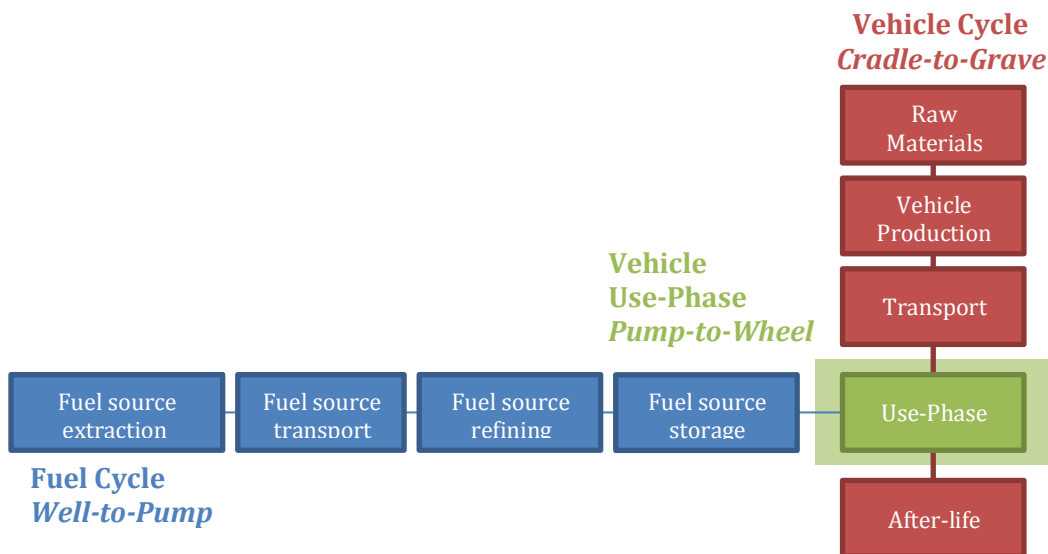 Vehicle Cycle
Cradle-to-Grave
Raw
Materials
Vehicle
Production
Vehicle
Use-Phase
Pump-to-Wheel
Transport
Fuel source
extraction
Fuel source
transport
Fuel source
refining
Fuel source
storage
Use-Phase
Fuel Cycle
Well-to-Pump
After-life